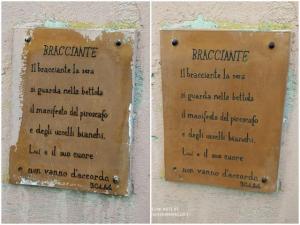 BRACCIANTE
Il bracciante la sera
si guarda nella bettola
il manifesto del piroscafo
e degli uccelli bianchi.
Lui e il suo cuore
non vanno d'accordo
BRACCIANTE
Il bracciante la sera
si guarda nella bettola
il manifesto del piroscafo
e degli uccelli bianchi.
Lui e il suo cuore
non vanno d'accordo